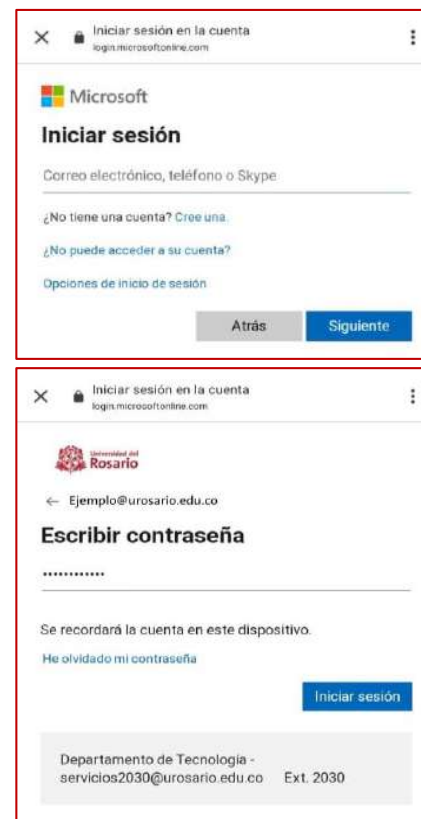 Iniciar sesión en la cuenta
login.microsoftonline.com
Microsoft
Iniciar sesión
Correo electrónico, teléfono o Skype
¿No tiene una cuenta? Cree una.
¿No puede acceder a su cuenta?
Opciones de inicio de sesión
Atrás Siguiente
Iniciar sesión en la cuenta
login.microsoftonline.com
Universidad del
Rosario
← Ejemplo@urosario.edu.co
Escribir contraseña
••••••••••••
Se recordará la cuenta en este dispositivo.
He olvidado mi contraseña
Iniciar sesión
Departamento de Tecnología -
servicios2030@urosario.edu.co Ext. 2030